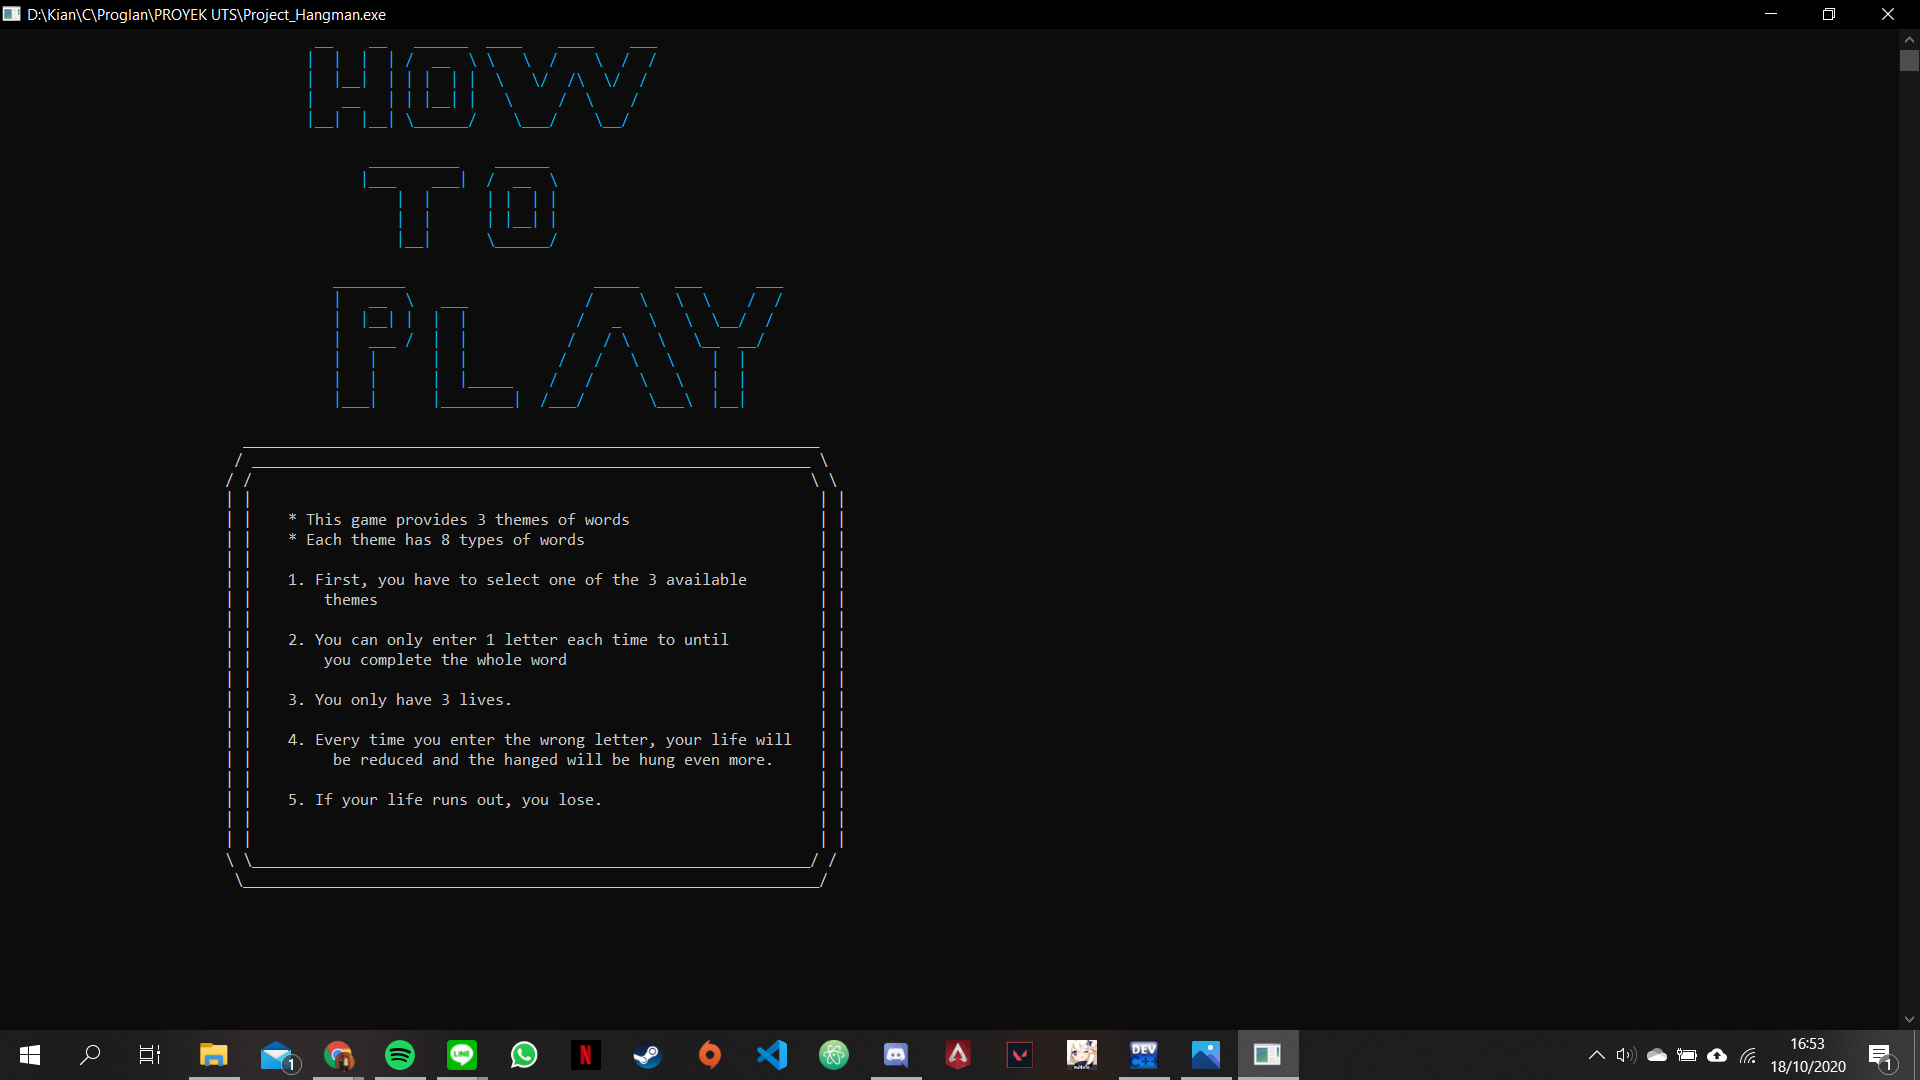 D:\Kian\C\Proglan\PROYEK UTS\Project_Hangman.exe
HOW
TO
PLAY
* This game provides 3 themes of words
* Each theme has 8 types of words
1. First, you have to select one of the 3 available
themes
2. You can only enter 1 letter each time to until
you complete the whole word
3. You only have 3 lives.
4. Every time you enter the wrong letter, your life will
be reduced and the hanged will be hung even more.
5. If your life runs out, you lose.
1
LINE
N
DEV
C++
16:53
18/10/2020
1